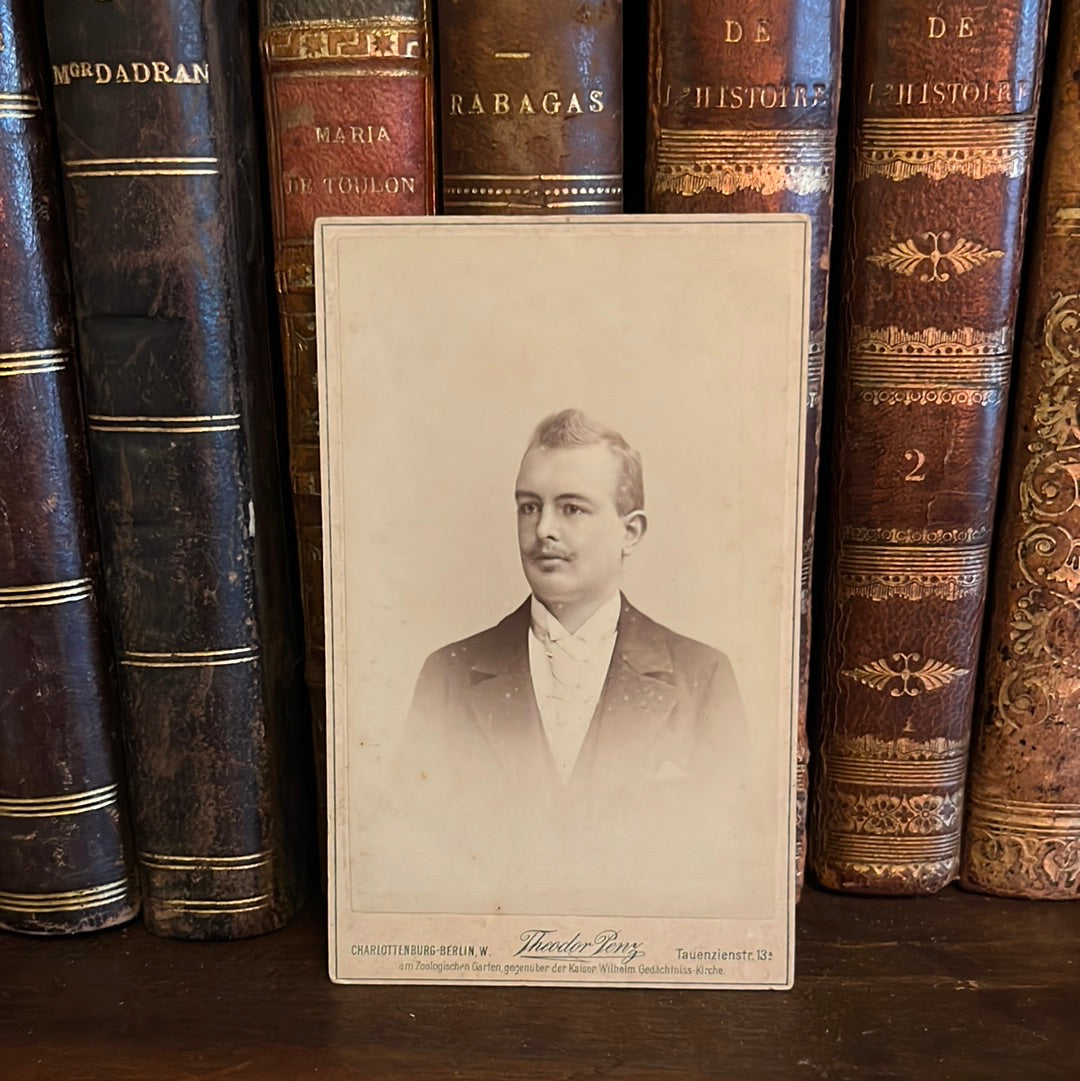 MGR DADRAN
MARIA
DE TOULON
RABAGAS
DE
L'HISTOIRE
DE
L'HISTOIRE
2
1
CHARLOTTENBURG-BERLIN, W. Theodor Penz Tauenzienstr. 13a
am Zoologischen Garten, gegenüber der Kaiser Wilhelm Gedächtniss-Kirche.